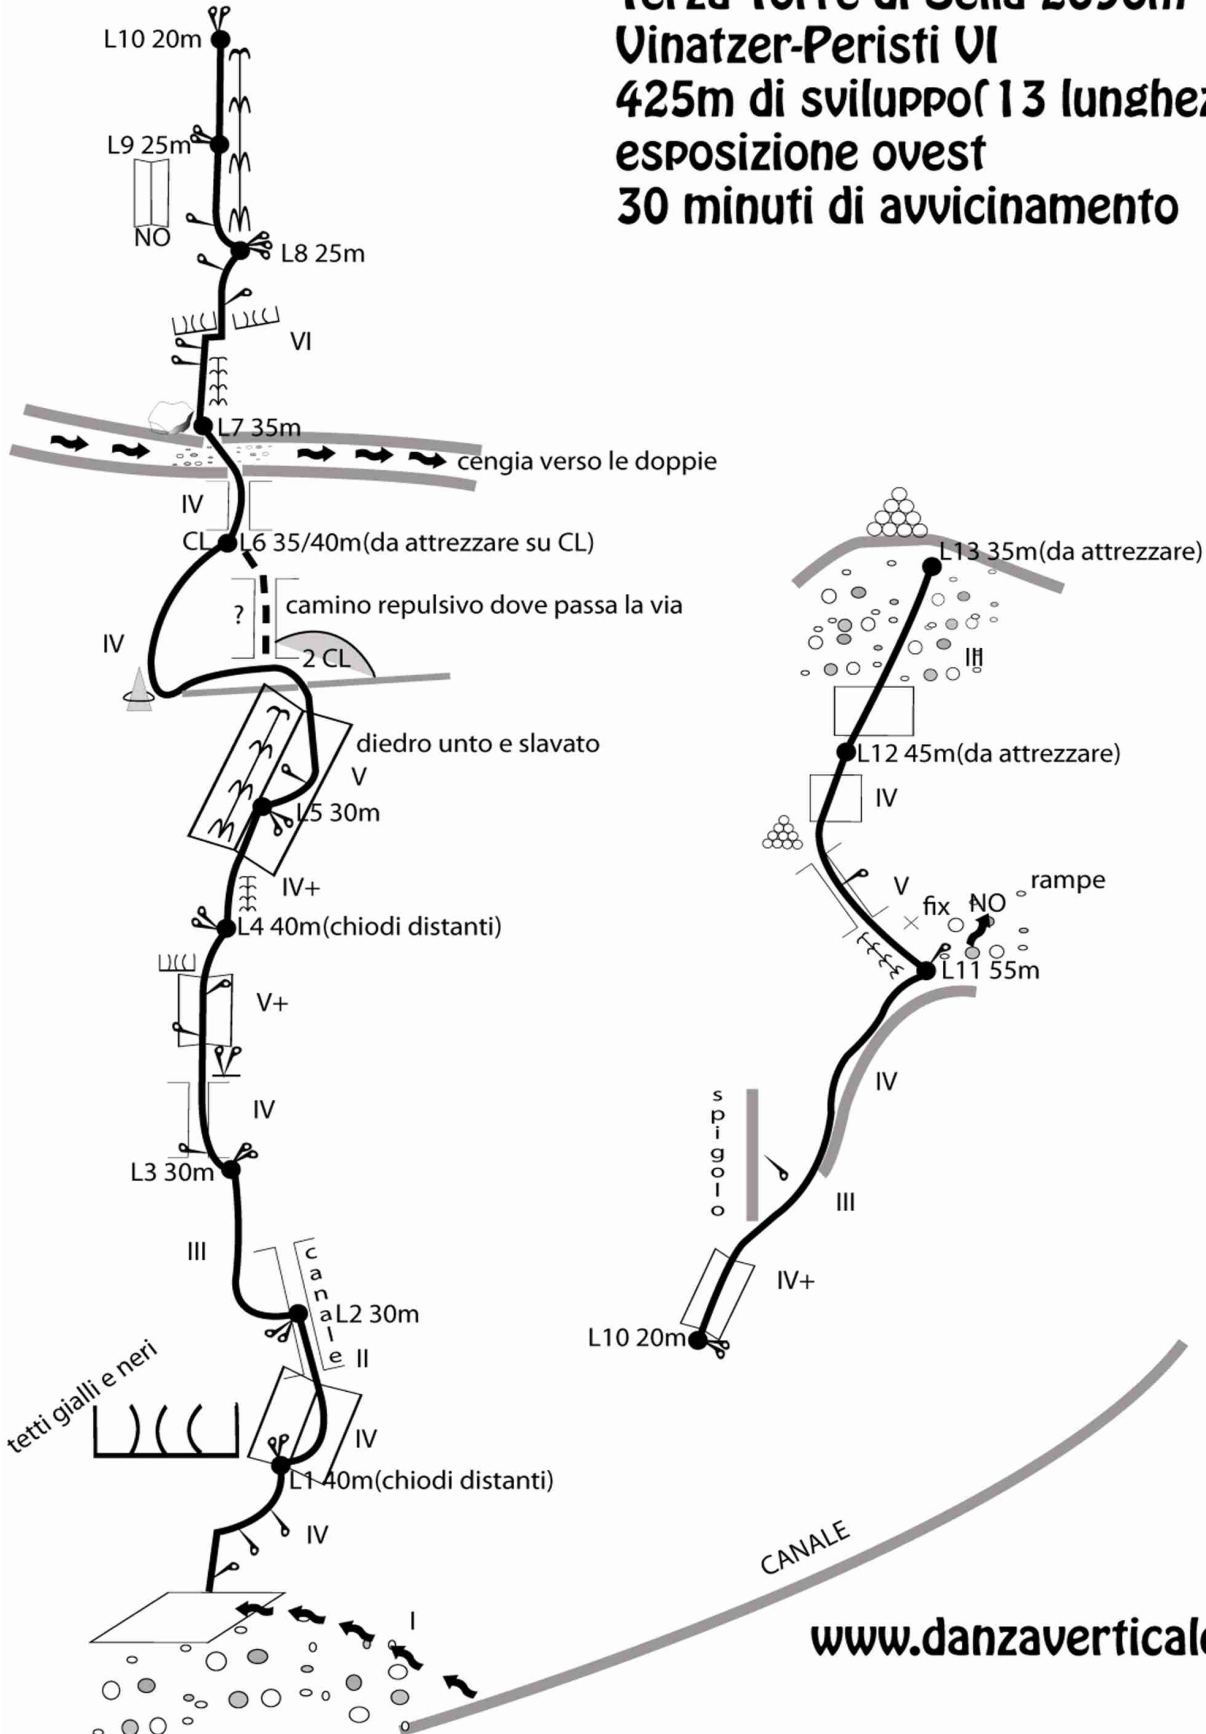 Vinatzer-Peristi VI
425m di sviluppo(13 lunghez
esposizione ovest
30 minuti di avvicinamento
L10 20m
L9 25m
NO
L8 25m
VI
L7 35m
cengia verso le doppie
IV
CL
L6 35/40m(da attrezzare su CL)
?
camino repulsivo dove passa la via
IV
2 CL
diedro unto e slavato
V
L5 30m
IV+
L4 40m(chiodi distanti)
V+
IV
L3 30m
III
canale
L2 30m
II
tetti gialli e neri
IV
L1 40m(chiodi distanti)
IV
I
L13 35m(da attrezzare)
III
L12 45m(da attrezzare)
IV
V
fix
NO
rampe
L11 55m
IV
spigolo
III
IV+
L10 20m
CANALE
www.danzavertical